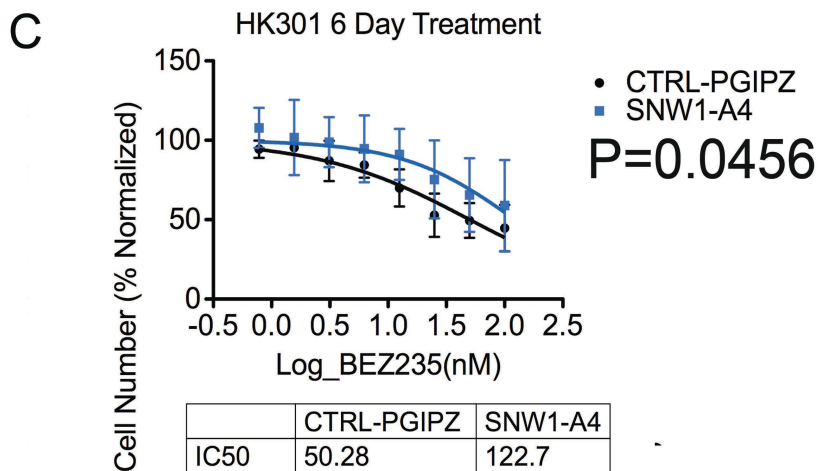 C
HK301 6 Day Treatment
150
100
50
0
Cell Number (% Normalized)
-0.5 0.0 0.5 1.0 1.5 2.0 2.5
Log_BEZ235(nM)
CTRL-PGIPZ
SNW1-A4
P=0.0456
CTRL-PGIPZ SNW1-A4
IC50 50.28 122.7